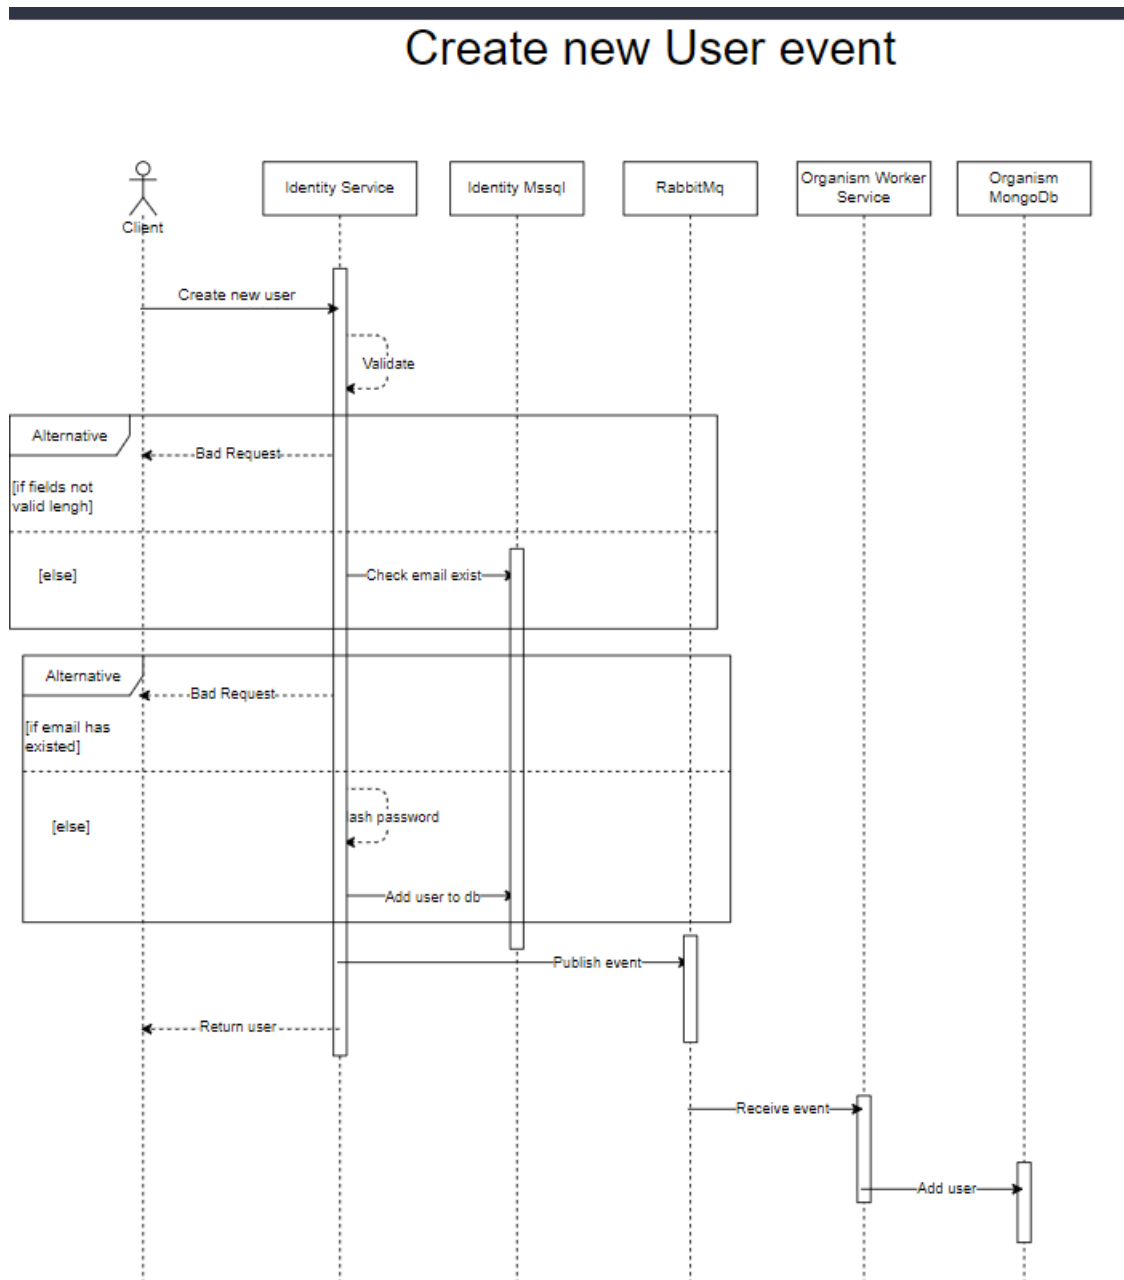 Create new User event
Client
Identity Service
Identity Mssql
RabbitMq
Organism Worker
Service
Organism
MongoDb
Create new user
Validate
Alternative
Bad Request
[if fields not
valid lengh]
[else]
Check email exist
Alternative
Bad Request
[if email has
existed]
[else]
lash password
Add user to db
Publish event
Return user
Receive event
Add user